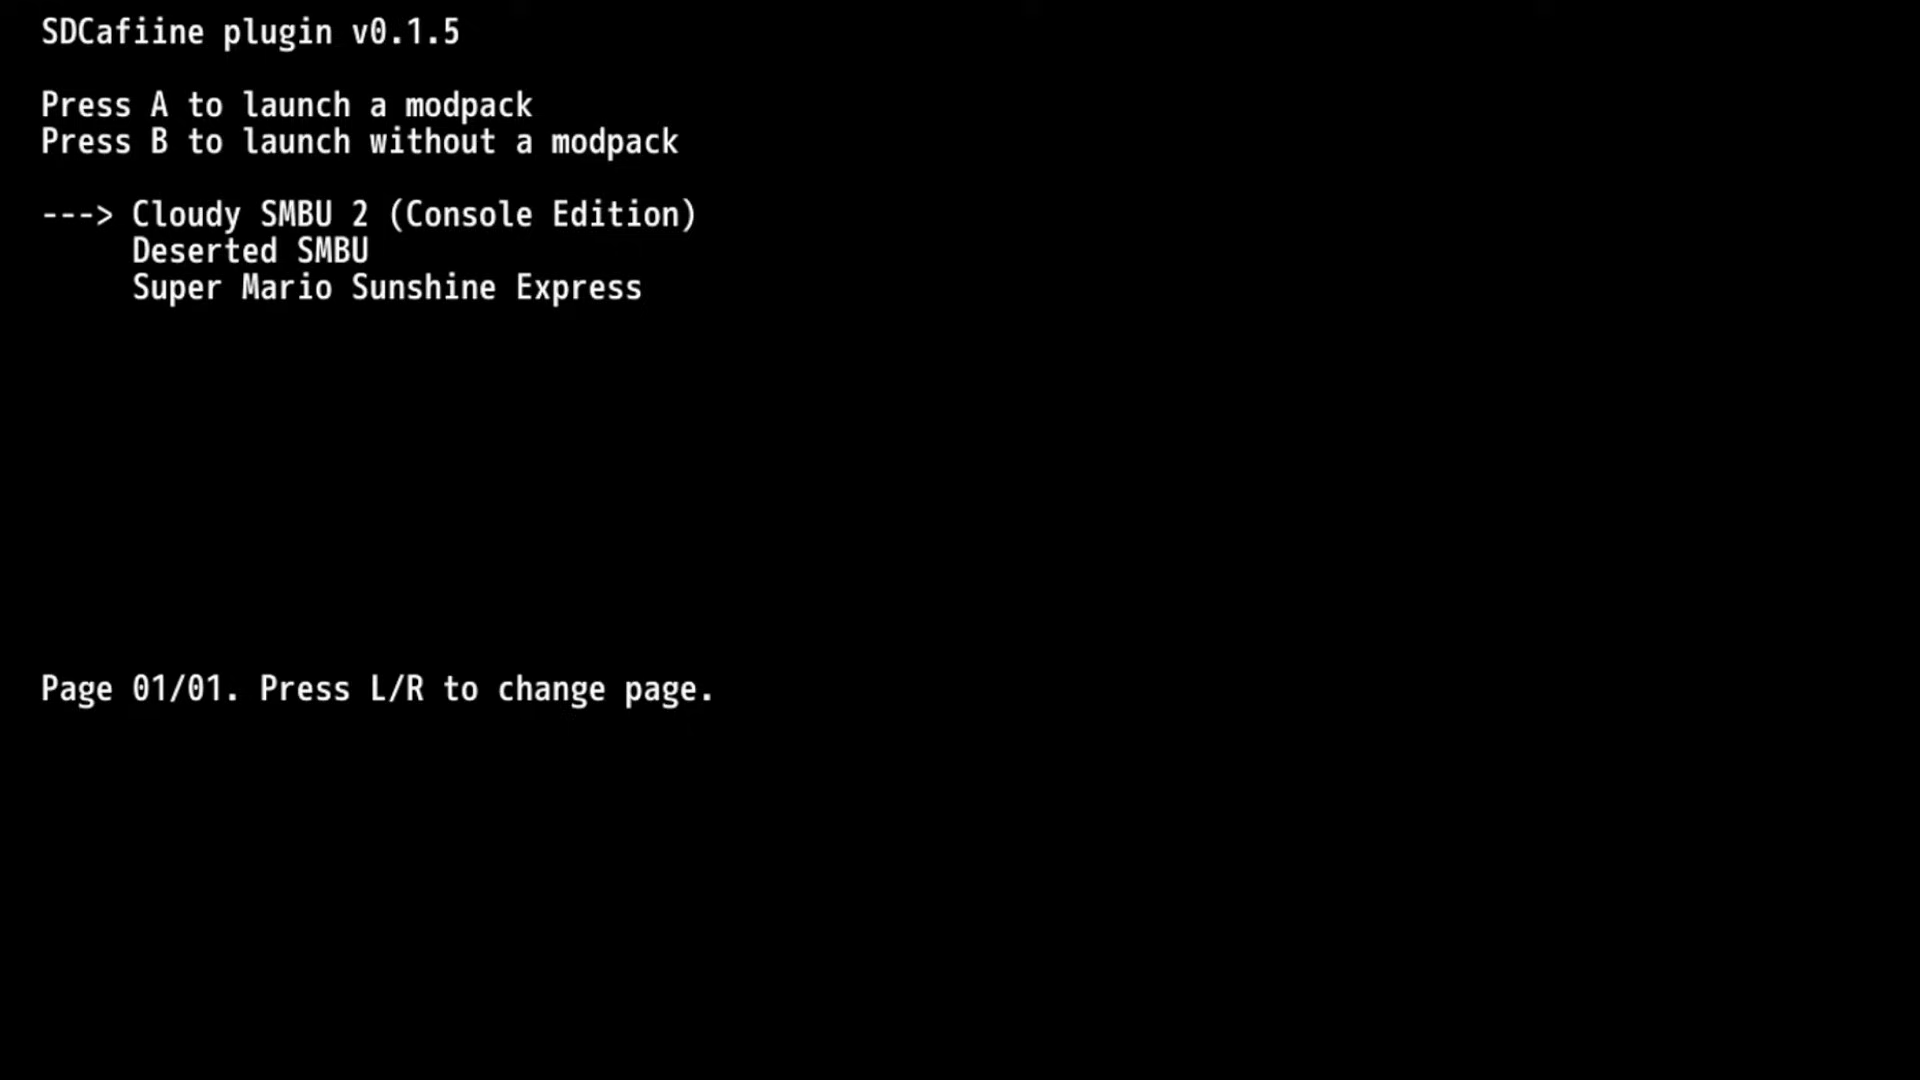 SDCafiine plugin v0.1.5
Press A to launch a modpack
Press B to launch without a modpack
---> Cloudy SMBU 2 (Console Edition)
Deserted SMBU
Super Mario Sunshine Express
Page 01/01. Press L/R to change page.